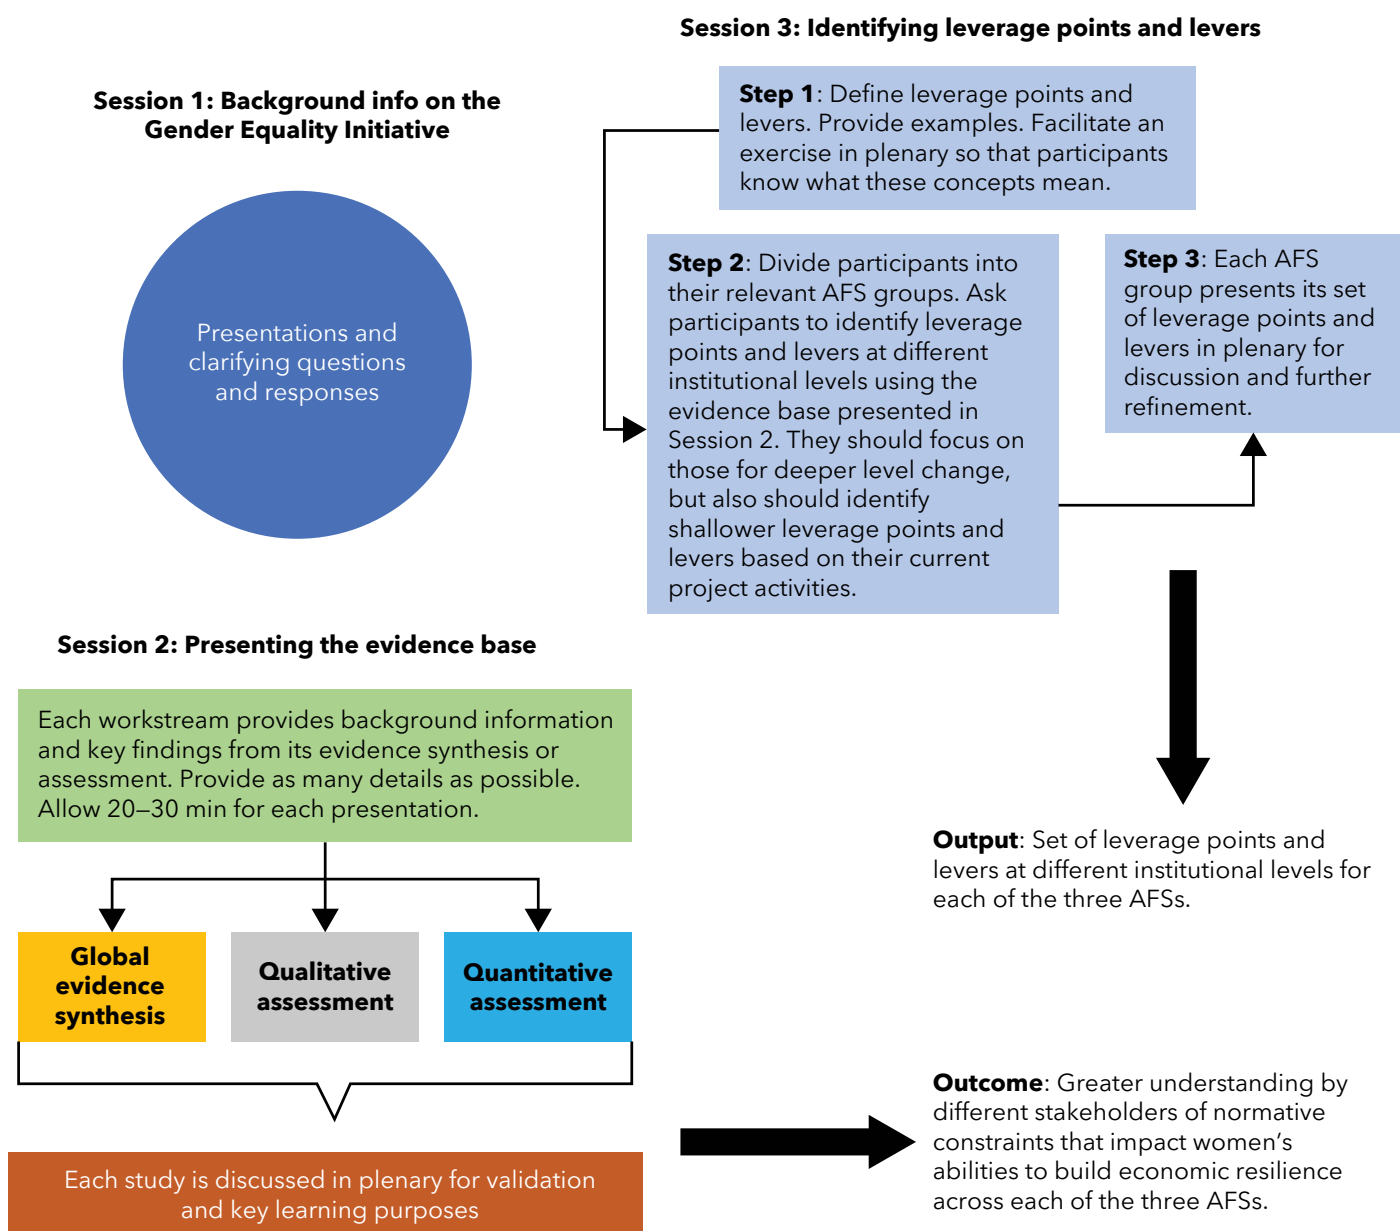 Session 1: Background info on the
Gender Equality Initiative
Presentations and
clarifying questions
and responses
Session 2: Presenting the evidence base
Each workstream provides background information
and key findings from its evidence synthesis or
assessment. Provide as many details as possible.
Allow 20–30 min for each presentation.
Global
evidence
synthesis
Qualitative
assessment
Quantitative
assessment
Each study is discussed in plenary for validation
and key learning purposes
Session 3: Identifying leverage points and levers
Step 1: Define leverage points and
levers. Provide examples. Facilitate an
exercise in plenary so that participants
know what these concepts mean.
Step 2: Divide participants into
their relevant AFS groups. Ask
participants to identify leverage
points and levers at different
institutional levels using the
evidence base presented in
Session 2. They should focus on
those for deeper level change,
but also should identify
shallower leverage points and
levers based on their current
project activities.
Step 3: Each AFS
group presents its set
of leverage points and
levers in plenary for
discussion and further
refinement.
Output: Set of leverage points and
levers at different institutional levels for
each of the three AFSs.
Outcome: Greater understanding by
different stakeholders of normative
constraints that impact women’s
abilities to build economic resilience
across each of the three AFSs.